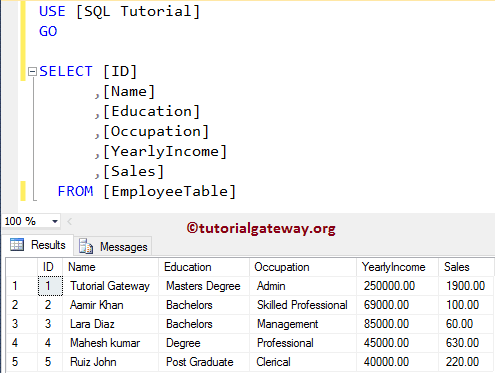 USE [SQL Tutorial]
GO
SELECT [ID]
,[Name]
,[Education]
,[Occupation]
,[YearlyIncome]
,[Sales]
FROM [EmployeeTable]
100 %
©tutorialgateway.org
Results Messages
ID Name Education Occupation YearlyIncome Sales
1 1 Tutorial Gateway Masters Degree Admin 250000.00 1900.00
2 2 Aamir Khan Bachelors Skilled Professional 69000.00 100.00
3 3 Lara Diaz Bachelors Management 85000.00 60.00
4 4 Mahesh kumar Degree Professional 45000.00 630.00
5 5 Ruiz John Post Graduate Clerical 40000.00 220.00